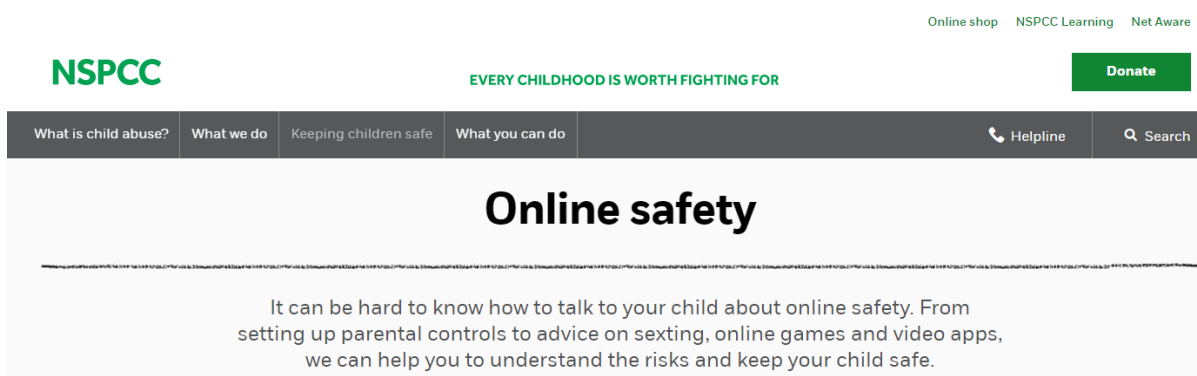 Online shop NSPCC Learning Net Aware
NSPCC
EVERY CHILDHOOD IS WORTH FIGHTING FOR
Donate
What is child abuse? What we do Keeping children safe What you can do Helpline Search
Online safety
It can be hard to know how to talk to your child about online safety. From
setting up parental controls to advice on sexting, online games and video apps,
we can help you to understand the risks and keep your child safe.